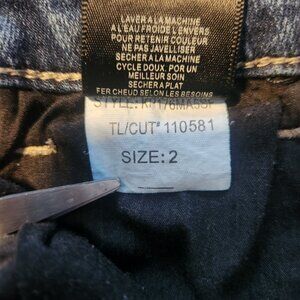 LAVER A LA MACHINE
A L'EAU FROIDE L'ENVERS
POUR RETENIR COULEUR
NE PAS JAVELLISER
SECHER A LA MACHINE
CYCLE DOUX. POUR UN
MEILLEUR SOIN
SECHER A PLAT
FER CHEUD SELON LES BESOINS
STYLE:
TL/CUT# 110581
SIZE: 2